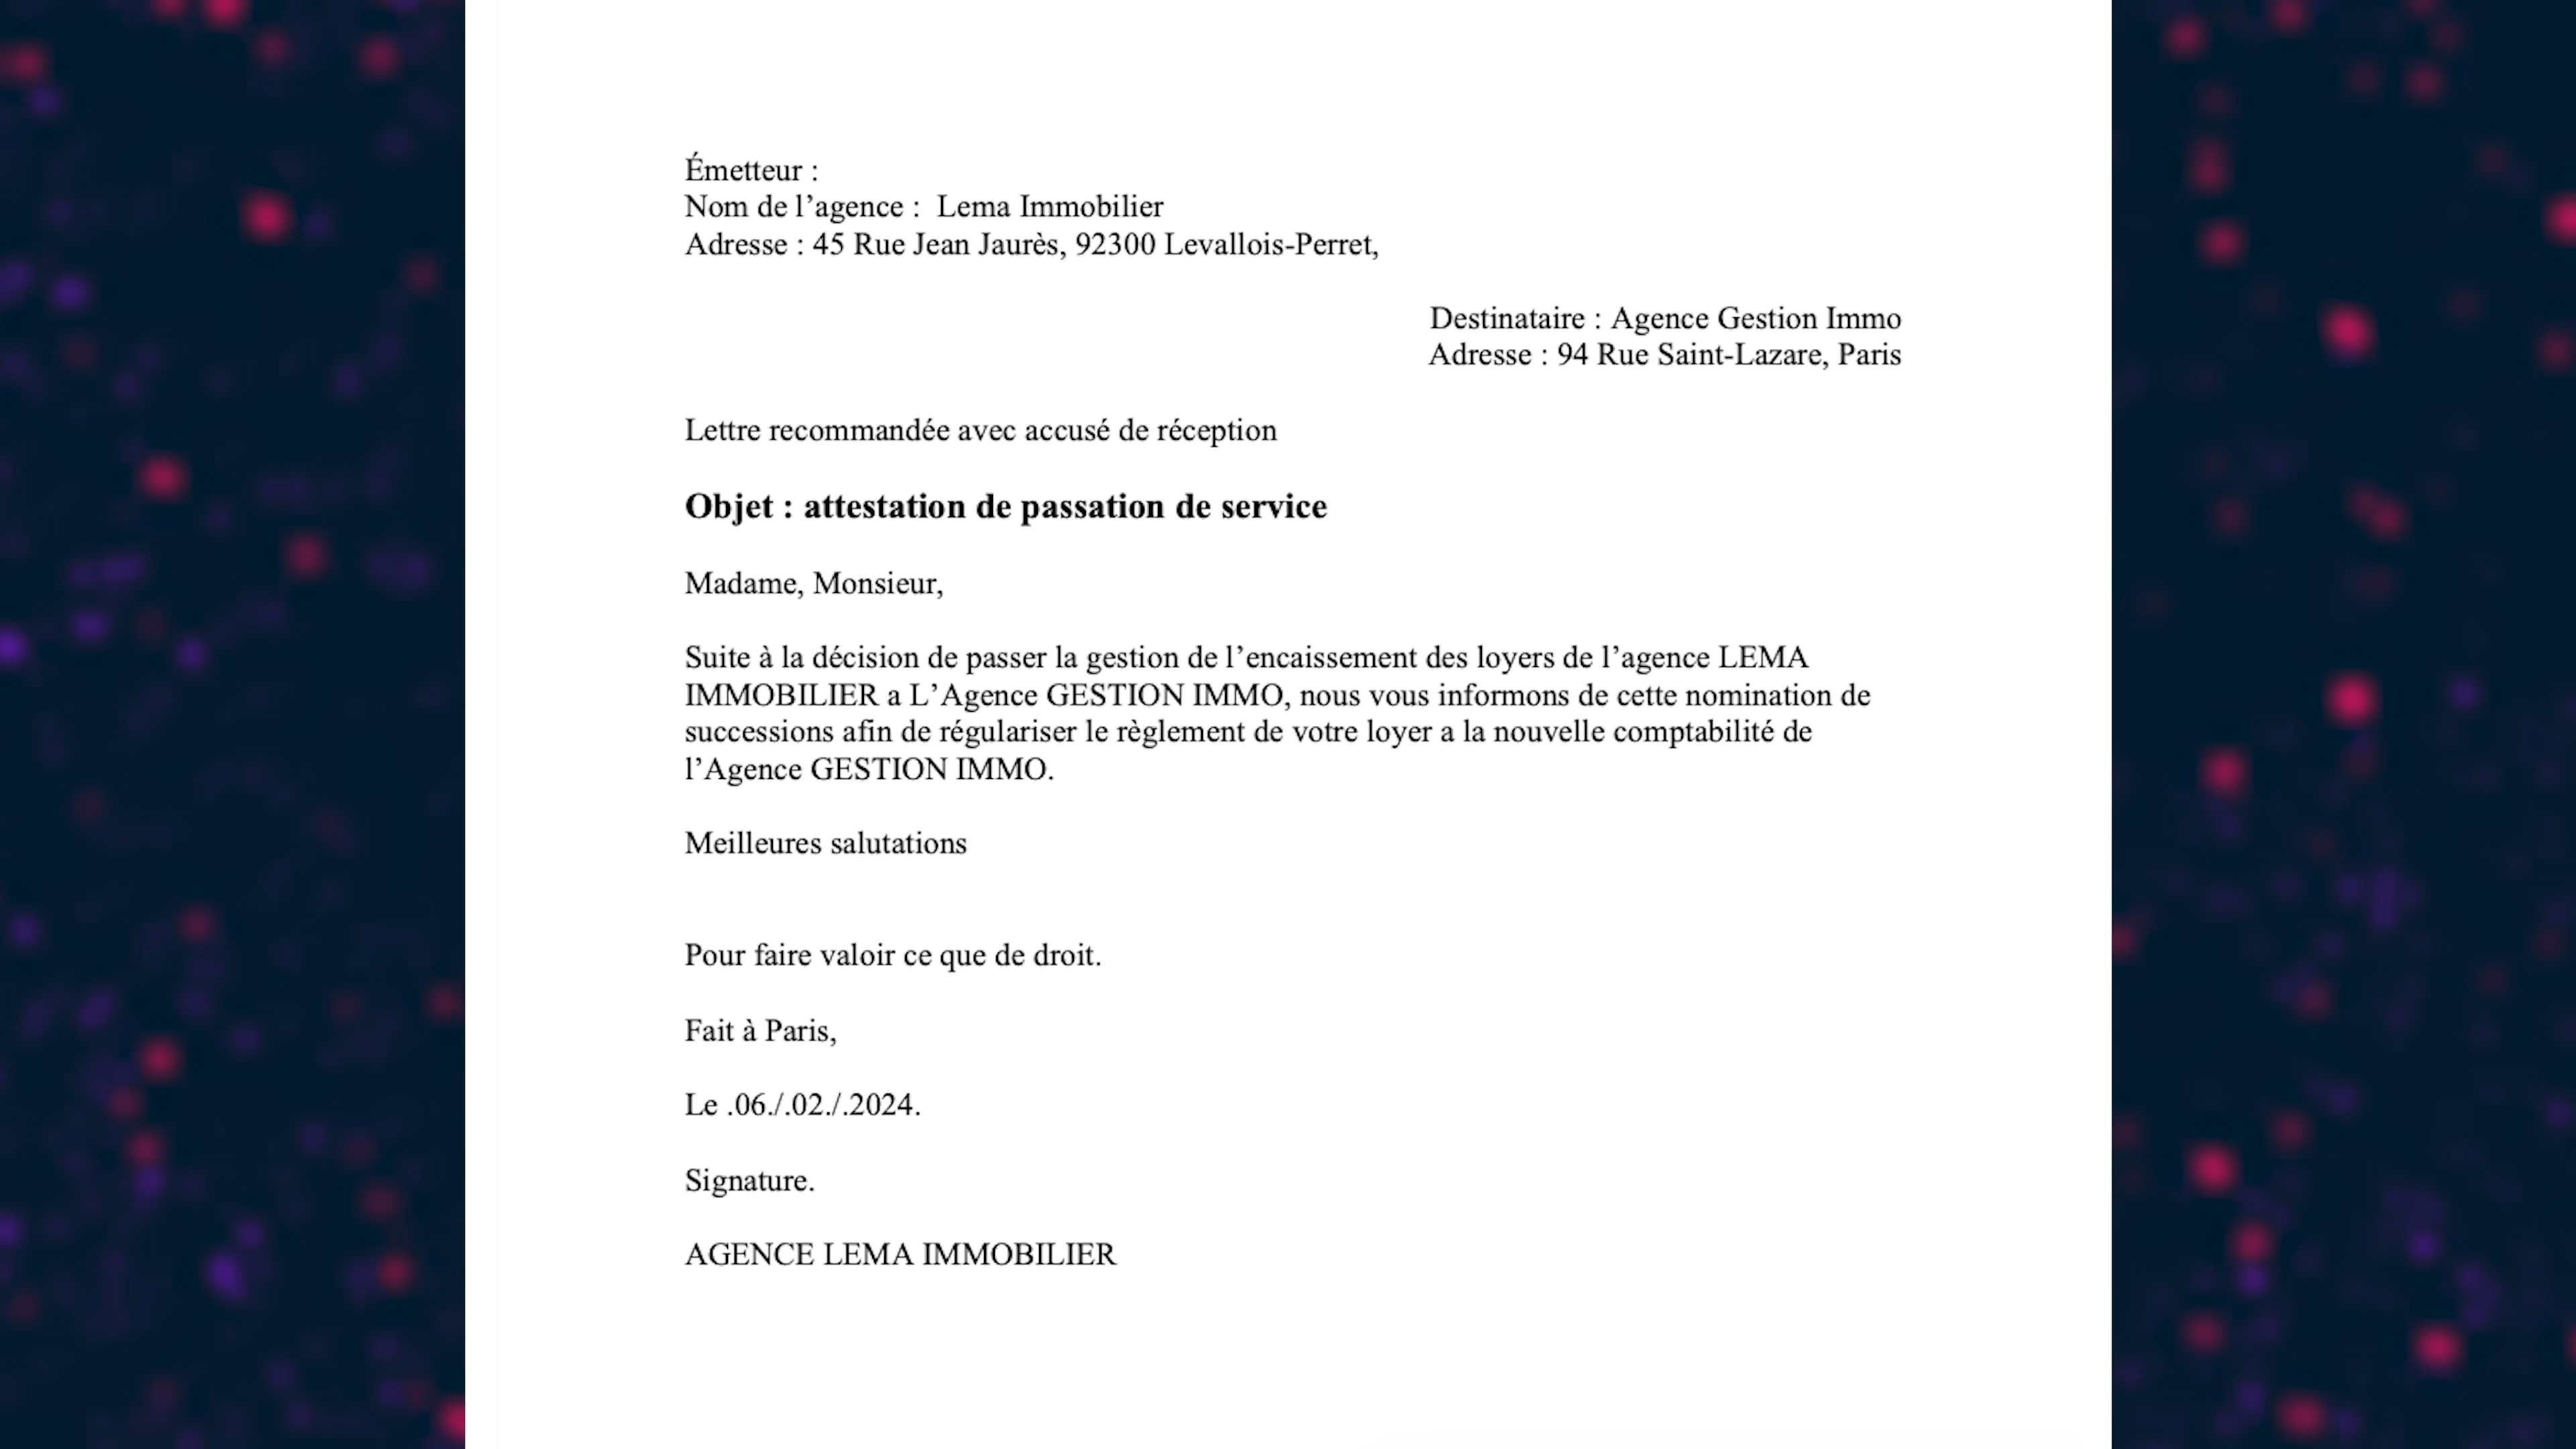 Émetteur :
Nom de l’agence :  Lema Immobilier
Adresse : 45 Rue Jean Jaurès, 92300 Levallois-Perret,
Destinataire : Agence Gestion Immo
Adresse : 94 Rue Saint-Lazare, Paris
Lettre recommandée avec accusé de réception
Objet : attestation de passation de service
Madame, Monsieur,
Suite à la décision de passer la gestion de l’encaissement des loyers de l’agence LEMA
IMMOBILIER a L’Agence GESTION IMMO, nous vous informons de cette nomination de
successions afin de régulariser le règlement de votre loyer a la nouvelle comptabilité de
l’Agence GESTION IMMO.
Meilleures salutations
Pour faire valoir ce que de droit.
Fait à Paris,
Le .06./.02./.2024.
Signature.
AGENCE LEMA IMMOBILIER